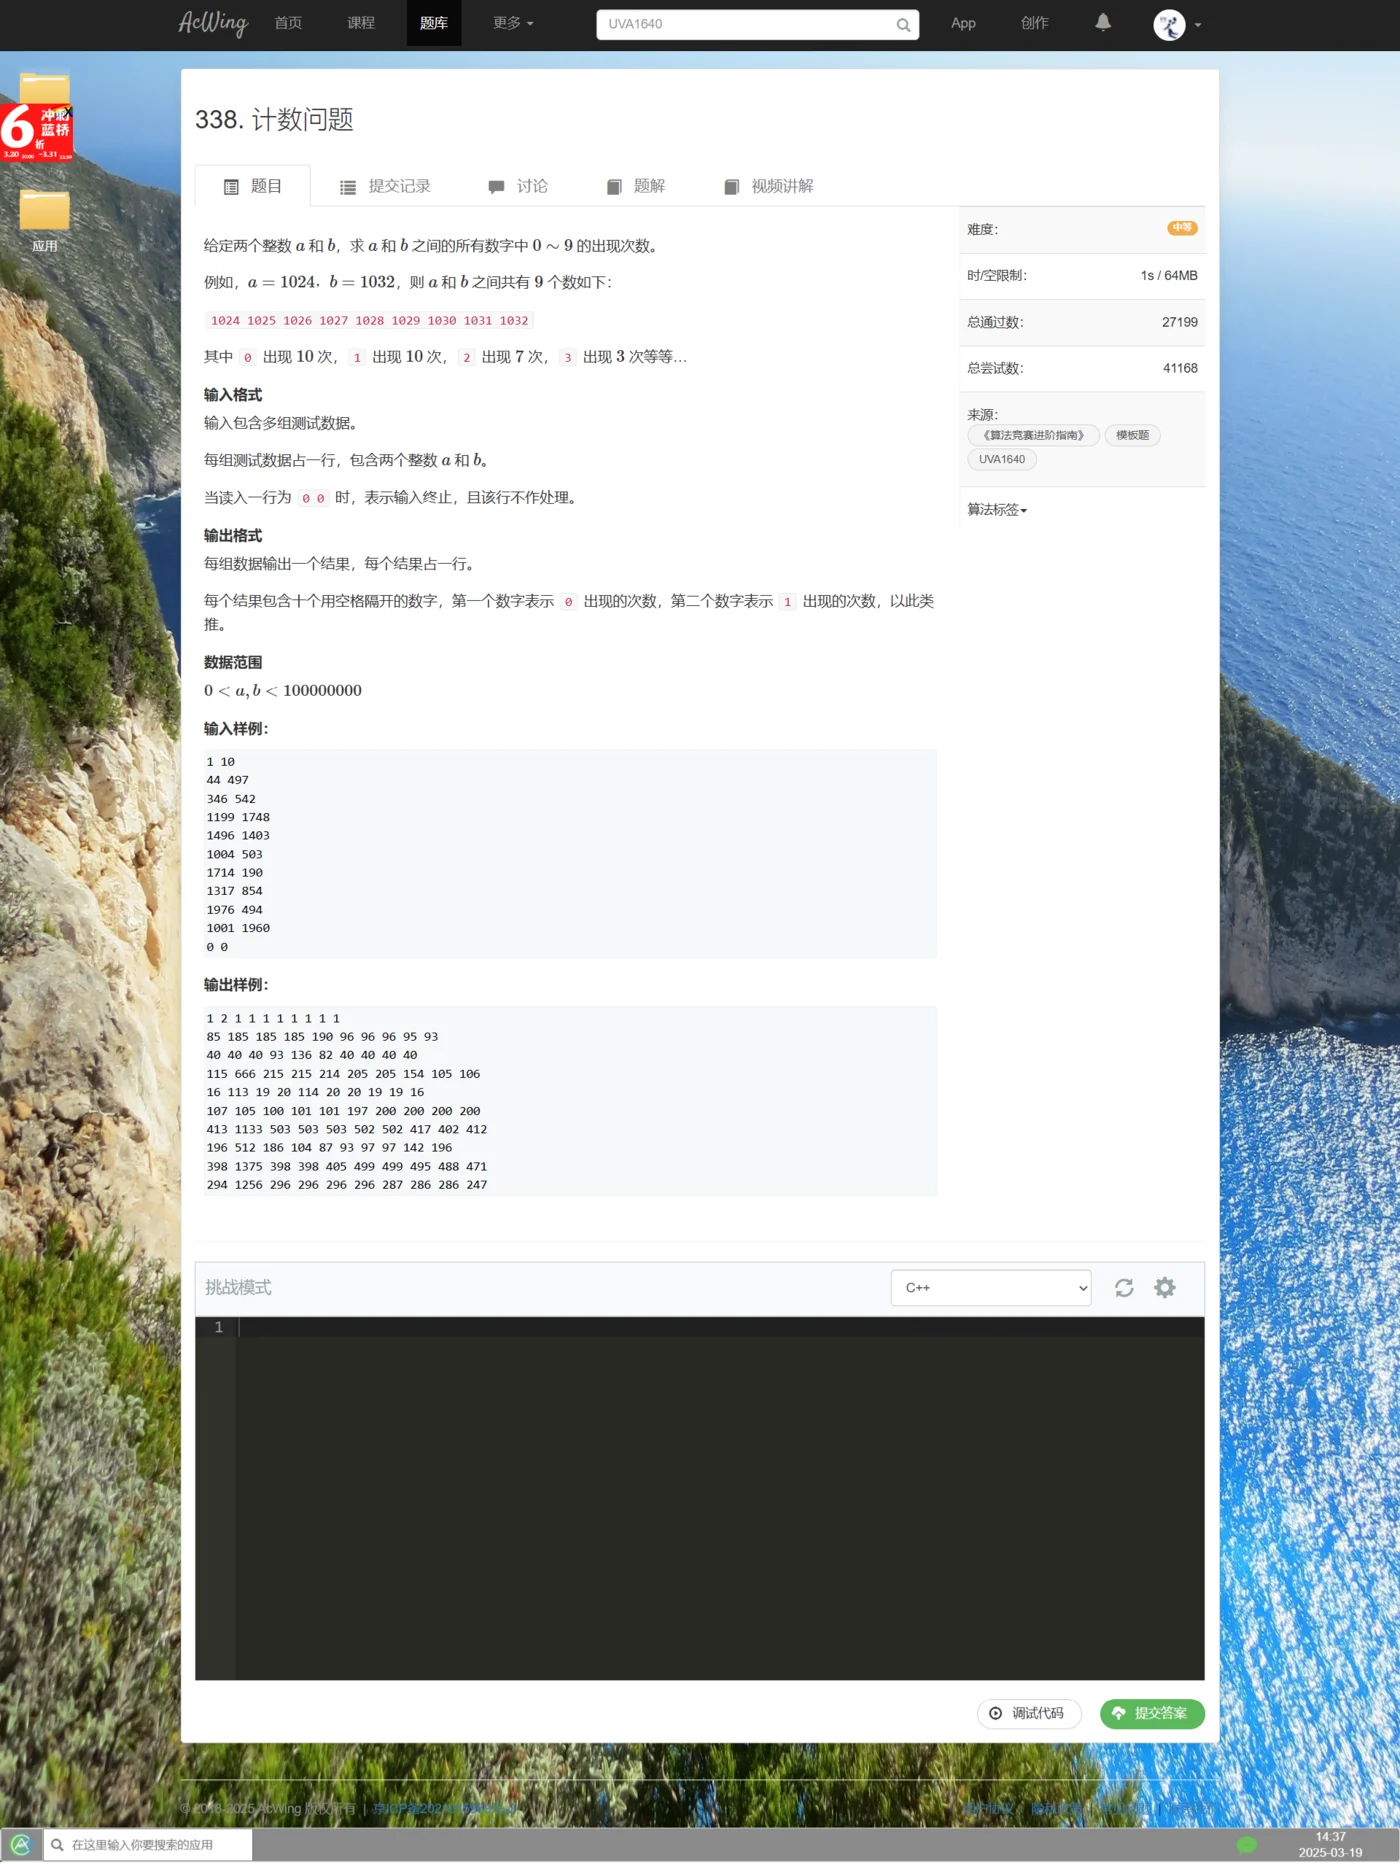 AcWing 首页 课程 题库 更多 UVA1640 App 创作
6 冲刺 X
蓝桥
折
3.20 -3.31
应用
338. 计数问题
题目 提交记录 讨论 题解 视频讲解
给定两个整数 a 和 b，求 a 和 b 之间的所有数字中 0 ∼ 9 的出现次数。
例如，a = 1024，b = 1032，则 a 和 b 之间共有 9 个数如下：
1024 1025 1026 1027 1028 1029 1030 1031 1032
其中 0 出现 10 次， 1 出现 10 次， 2 出现 7 次， 3 出现 3 次等等…
输入格式
输入包含多组测试数据。
每组测试数据占一行，包含两个整数 a 和 b。
当读入一行为 0 0 时，表示输入终止，且该行不作处理。
输出格式
每组数据输出一个结果，每个结果占一行。
每个结果包含十个用空格隔开的数字，第一个数字表示 0 出现的次数，第二个数字表示 1 出现的次数，以此类
推。
数据范围
0 < a, b < 100000000
输入样例：
1 10
44 497
346 542
1199 1748
1496 1403
1004 503
1714 190
1317 854
1976 494
1001 1960
0 0
输出样例：
1 2 1 1 1 1 1 1 1 1
85 185 185 185 190 96 96 96 95 93
40 40 40 93 136 82 40 40 40 40
115 666 215 215 214 205 205 154 105 106
16 113 19 20 114 20 20 19 19 16
107 105 100 101 101 197 200 200 200 200
413 1133 503 503 503 502 502 417 402 412
196 512 186 104 87 93 97 97 142 196
398 1375 398 398 405 499 499 495 488 471
294 1256 296 296 296 296 287 286 286 247
难度： 中等
时/空限制： 1s / 64MB
总通过数： 27199
总尝试数： 41168
来源：
《算法竞赛进阶指南》 模板题
UVA1640
算法标签
挑战模式 C++
1
调试代码 提交答案
© 2018-2025 AcWing 版权所有 | 京ICP备
在这里输入你要搜索的应用
14:37
2025-03-19